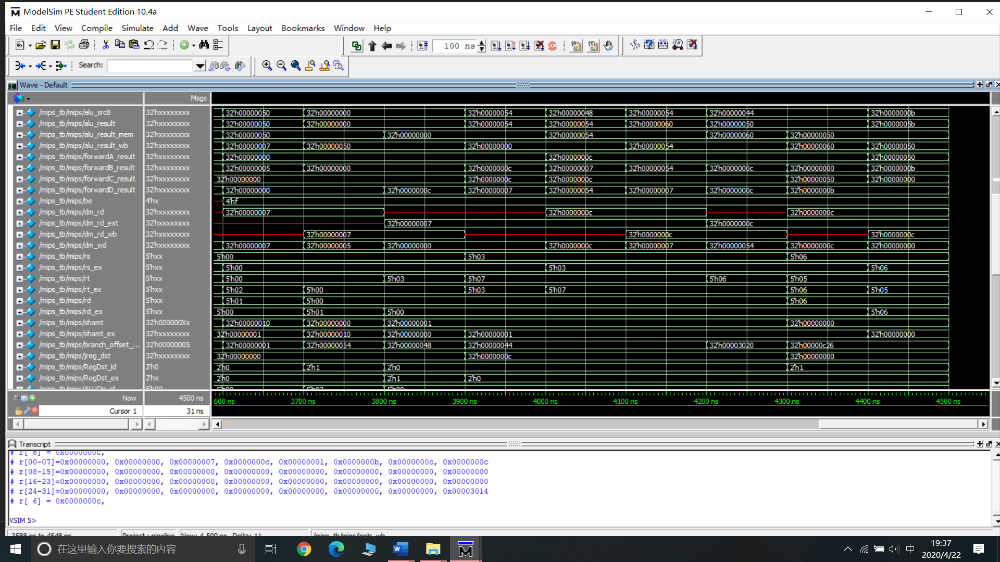 ModelSim PE Student Edition 10.4a
File Edit View Compile Simulate Add Wave Tools Layout Bookmarks Window Help
100 ns
Search:
Wave - Default
Msgs
/mips_tb/mips/alu_srcB 32'hxxxxxxxx 32'h00000050 32'h00000000 32'h00000054 32'h00000048 32'h00000054 32'h00000044 32'h0000000b
/mips_tb/mips/alu_result 32'hxxxxxxxx 32'h00000050 32'h00000000 32'h00000054 32'h00000054 32'h00000060 32'h00000050 32'h0000005b
/mips_tb/mips/alu_result_mem 32'hxxxxxxxx 32'h00000050 32'h00000000 32'h00000054 32'h00000060 32'h00000050
/mips_tb/mips/alu_result_wb 32'hxxxxxxxx 32'h00000007 32'h00000050 32'h00000000 32'h00000054 32'h00000060 32'h00000050
/mips_tb/mips/forwardA_result 32'hxxxxxxxx 32'h00000000 32'h0000000c 32'h00000050
/mips_tb/mips/forwardB_result 32'hxxxxxxxx 32'h00000005 32'h00000000 32'h0000000c 32'h00000007 32'h00000054 32'h0000000c 32'h00000000 32'h0000000b
/mips_tb/mips/forwardC_result 32'hxxxxxxxx 32'h00000000 32'h0000000c 32'h0000000c 32'h00000050 32'h00000000
/mips_tb/mips/forwardD_result 32'hxxxxxxxx 32'h00000000 32'h0000000c 32'h00000007 32'h00000054 32'h00000007 32'h0000000c 32'h0000000b
/mips_tb/mips/be 4'hx 4'hf
/mips_tb/mips/dm_rd 32'hxxxxxxxx 32'h00000007 32'h0000000c 32'h0000000c
/mips_tb/mips/dm_rd_ext 32'hxxxxxxxx 32'h00000007 32'h0000000c
/mips_tb/mips/dm_rd_wb 32'hxxxxxxxx 32'h00000007 32'h0000000c 32'h0000000c
/mips_tb/mips/dm_wd 32'hxxxxxxxx 32'h00000007 32'h00000005 32'h00000000 32'h0000000c 32'h00000007 32'h00000054 32'h0000000c 32'h00000000
/mips_tb/mips/rs 5'hxx 5'h00 5'h03 5'h06
/mips_tb/mips/rs_ex 5'hxx 5'h00 5'h03 5'h06
/mips_tb/mips/rt 5'hxx 5'h00 5'h03 5'h07 5'h06 5'h05
/mips_tb/mips/rt_ex 5'hxx 5'h02 5'h00 5'h03 5'h07 5'h06 5'h05
/mips_tb/mips/rd 5'hxx 5'h01 5'h00 5'h06
/mips_tb/mips/rd_ex 5'hxx 5'h00 5'h01 5'h00 5'h06
/mips_tb/mips/shamt 32'h000000Xx 32'h00000010 32'h00000000 32'h00000001 32'h00000000
/mips_tb/mips/shamt_ex 32'hxxxxxxxx 32'h00000001 32'h00000010 32'h00000000 32'h00000001 32'h00000000
/mips_tb/mips/branch_offset_... 32'h00000005 32'h00000001 32'h00000054 32'h00000048 32'h00000044 32'h00003020 32'h00000c26
/mips_tb/mips/jreg_dst 32'hxxxxxxxx 32'h00000000 32'h0000000c 32'h00000000
/mips_tb/mips/RegDst_id 2'h0 2'h0 2'h1 2'h0 2'h1
/mips_tb/mips/RegDst_ex 2'hx 2'h0 2'h1 2'h0
Now 4500 ns 600 ns 3700 ns 3800 ns 3900 ns 4000 ns 4100 ns 4200 ns 4300 ns 4400 ns 4500 ns
Cursor 1 31 ns
Transcript
# r[ 6] = 0x0000000c,
# r[00-07]=0x00000000, 0x00000000, 0x00000007, 0x0000000c, 0x00000001, 0x0000000b, 0x0000000c, 0x0000000c
# r[08-15]=0x00000000, 0x00000000, 0x00000000, 0x00000000, 0x00000000, 0x00000000, 0x00000000, 0x00000000
# r[16-23]=0x00000000, 0x00000000, 0x00000000, 0x00000000, 0x00000000, 0x00000000, 0x00000000, 0x00000000
# r[24-31]=0x00000000, 0x00000000, 0x00000000, 0x00000000, 0x00000000, 0x00000000, 0x00000000, 0x00003014
# r[ 6] = 0x0000000c,
VSIM 5>
3588 ns to 4548 ns Project : pipeline Now: 4,500 ns Delta: 11 /mips_tb/mips/instr_wb
在这里输入你要搜索的内容
中
19:37
2020/4/22